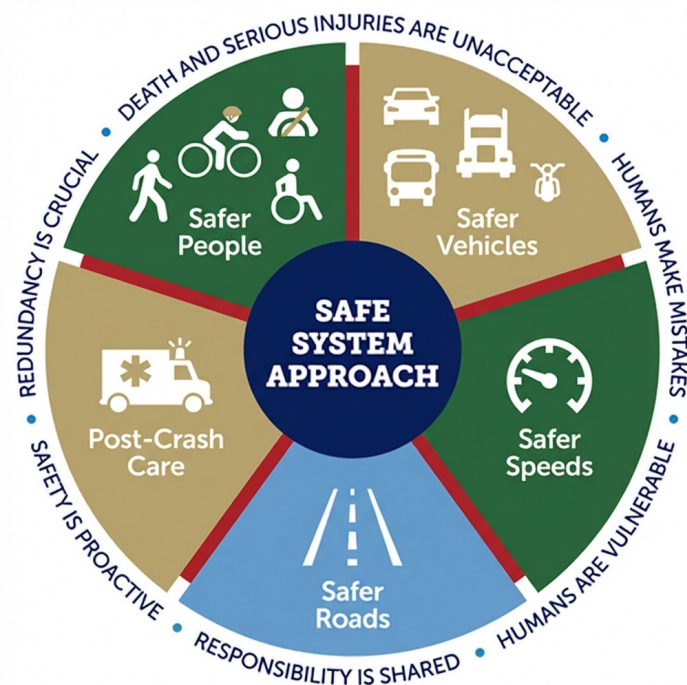 DEATH AND SERIOUS INJURIES ARE UNACCEPTABLE
HUMANS MAKE MISTAKES
HUMANS ARE VULNERABLE
RESPONSIBILITY IS SHARED
SAFETY IS PROACTIVE
REDUNDANCY IS CRUCIAL
Safer
People
Safer
Vehicles
SAFE
SYSTEM
APPROACH
Post-Crash
Care
Safer
Speeds
Safer
Roads